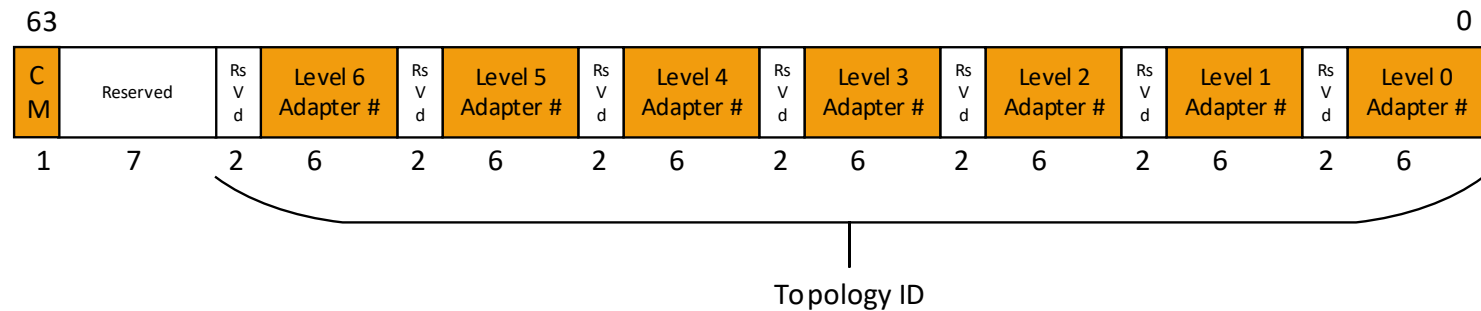 63 0
C
M
Reserved
Rs
V
d
Level 6
Adapter #
Rs
V
d
Level 5
Adapter #
Rs
V
d
Level 4
Adapter #
Rs
V
d
Level 3
Adapter #
Rs
V
d
Level 2
Adapter #
Rs
V
d
Level 1
Adapter #
Rs
V
d
Level 0
Adapter #
1 7 2 6 2 6 2 6 2 6 2 6 2 6 2 6
Topology ID